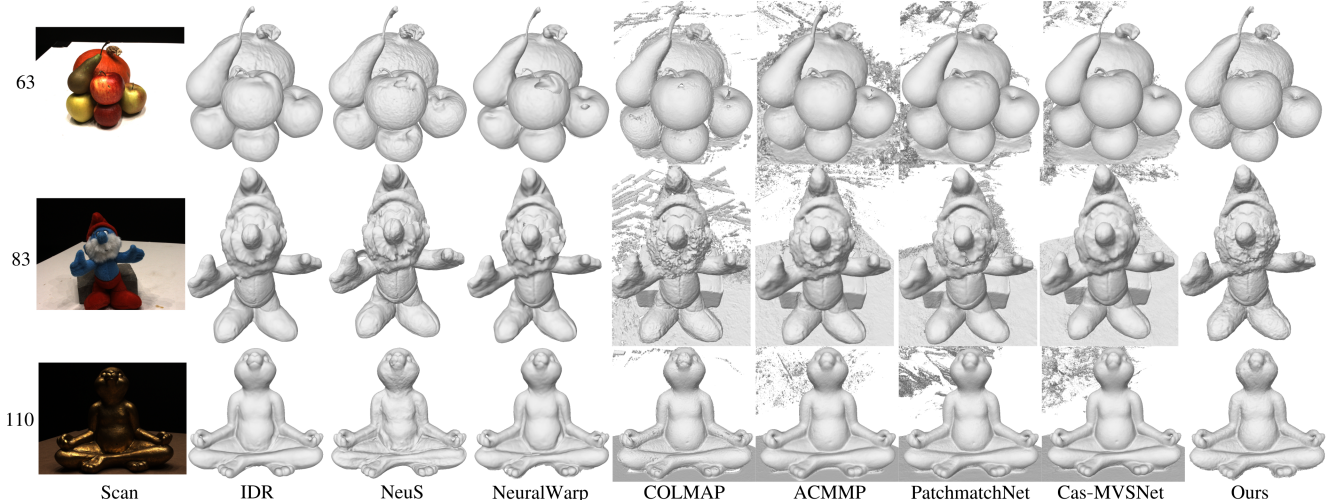 63
83
110
Scan IDR NeuS NeuralWarp COLMAP ACMMP PatchmatchNet Cas-MVSNet Ours